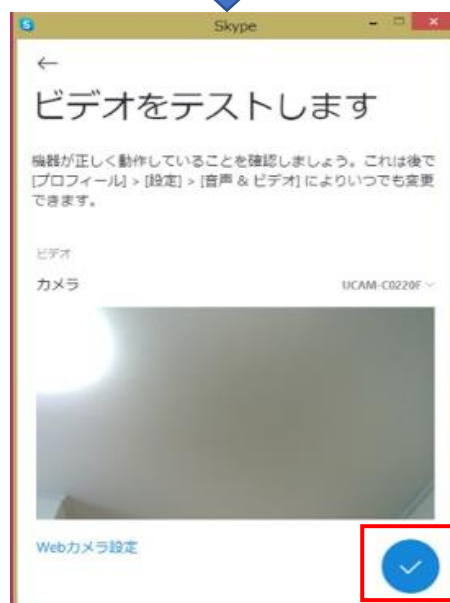 Skype
ビデオをテストします
機器が正しく動作していることを確認しましょう。これは後で
[プロフィール] > [設定] > [音声 & ビデオ] によりいつでも変更
できます。
ビデオ
カメラ
UCAM-C0220F
Webカメラ設定